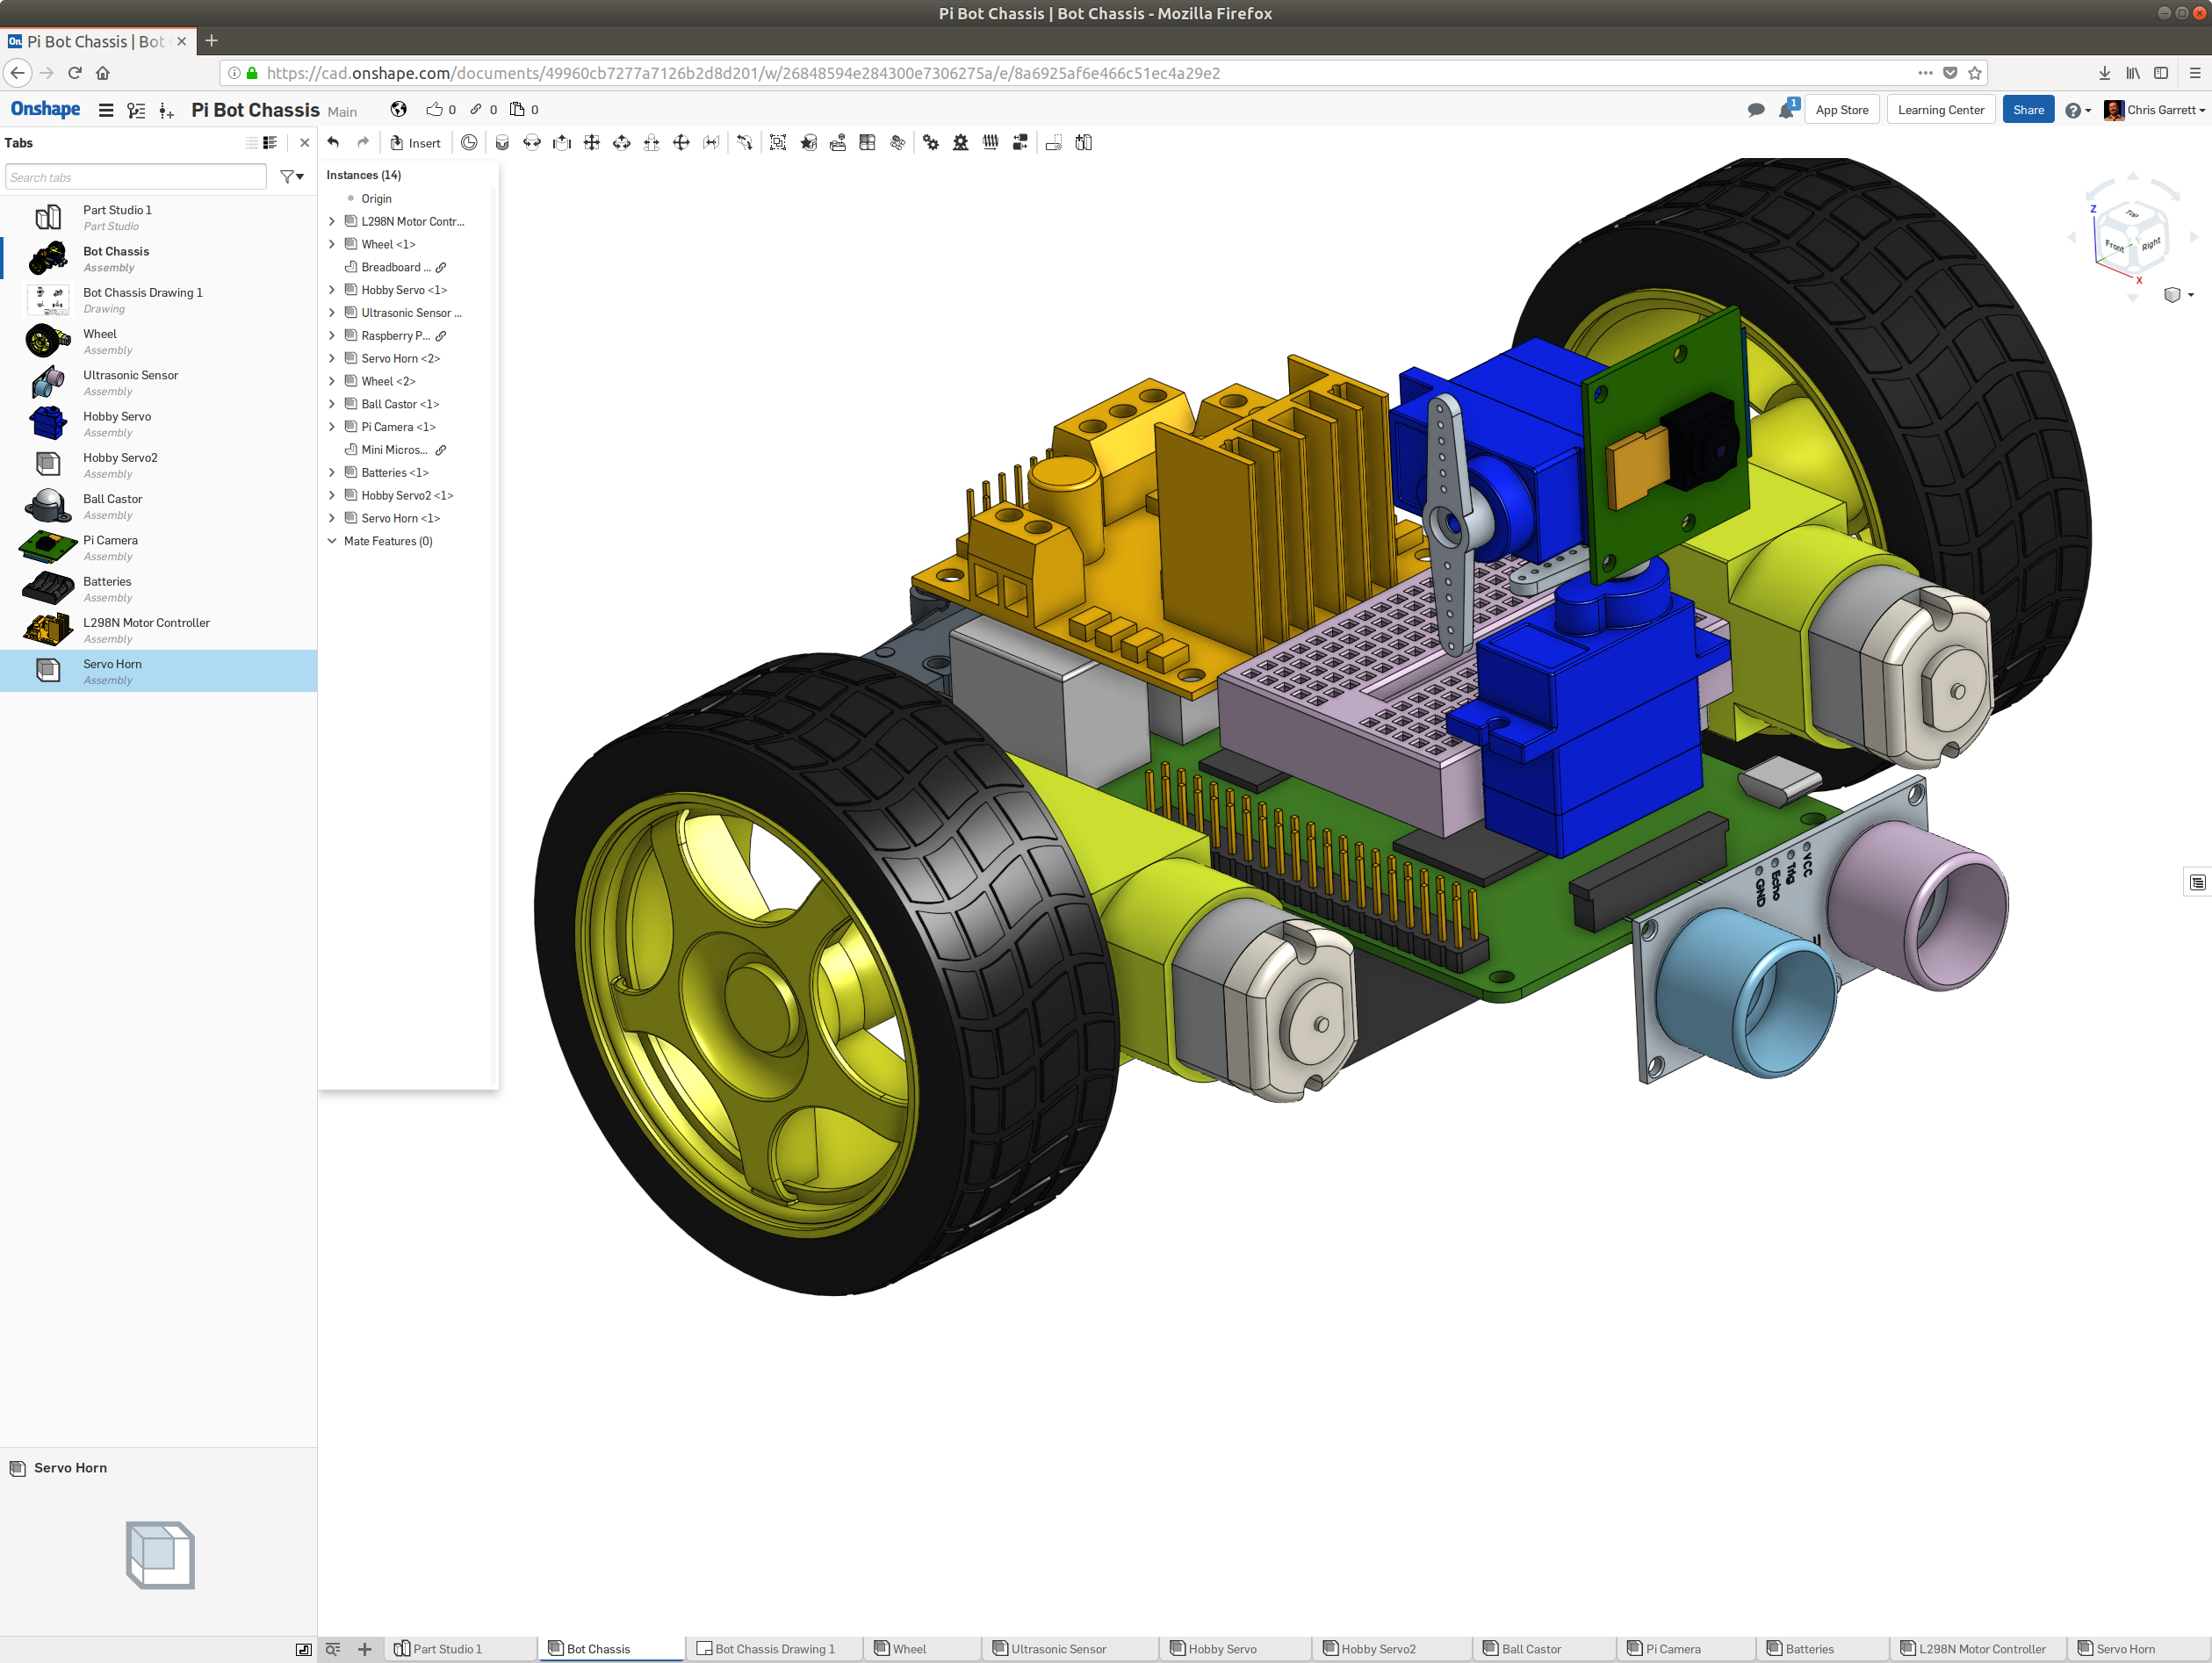 Pi Bot Chassis | Bot Chassis - Mozilla Firefox
On Pi Bot Chassis | Bot
https://cad.onshape.com/documents/49960cb7277a7126b2d8d201/w/26848594e284300e7306275a/e/8a6925af6e466c51ec4a29e2
Onshape Pi Bot Chassis Main 0 0 0 1 App Store Learning Center Share Chris Garrett
Tabs
Insert
Search tabs
Part Studio 1
Part Studio
Bot Chassis
Assembly
Bot Chassis Drawing 1
Drawing
Wheel
Assembly
Ultrasonic Sensor
Assembly
Hobby Servo
Assembly
Hobby Servo2
Assembly
Ball Castor
Assembly
Pi Camera
Assembly
Batteries
Assembly
L298N Motor Controller
Assembly
Servo Horn
Assembly
Instances (14)
Origin
L298N Motor Contr...
Wheel <1>
Breadboard ...
Hobby Servo <1>
Ultrasonic Sensor ...
Raspberry P...
Servo Horn <2>
Wheel <2>
Ball Castor <1>
Pi Camera <1>
Mini Micros...
Batteries <1>
Hobby Servo2 <1>
Servo Horn <1>
Mate Features (0)
Z
Top
Front
Right
Y
X
VCC
Trig
Echo
GND
Servo Horn
Part Studio 1 Bot Chassis Bot Chassis Drawing 1 Wheel Ultrasonic Sensor Hobby Servo Hobby Servo2 Ball Castor Pi Camera Batteries L298N Motor Controller Servo Horn